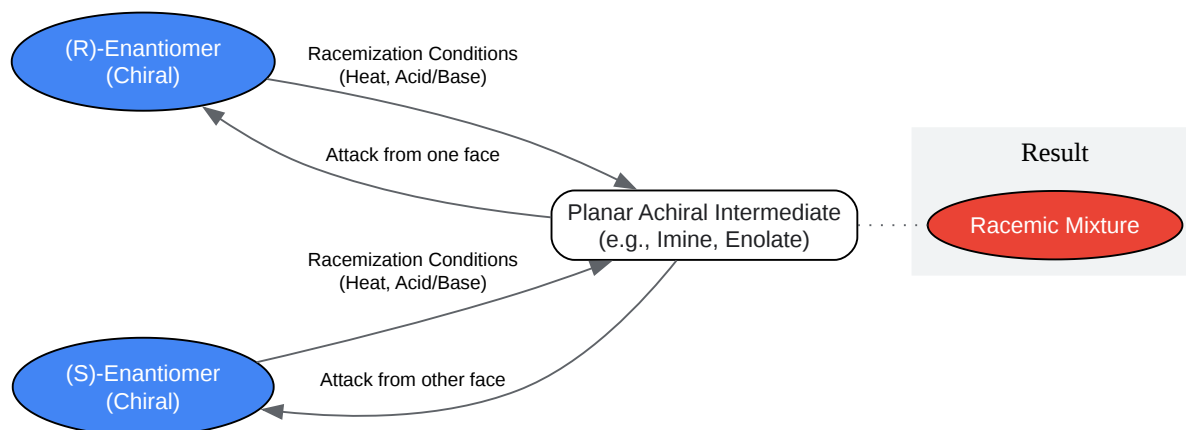 (R)-Enantiomer
(Chiral)
Racemization Conditions
(Heat, Acid/Base)
Attack from one face
Result
Planar Achiral Intermediate
(e.g., Imine, Enolate)
Racemic Mixture
Racemization Conditions
(Heat, Acid/Base)
(S)-Enantiomer
(Chiral)
Attack from other face